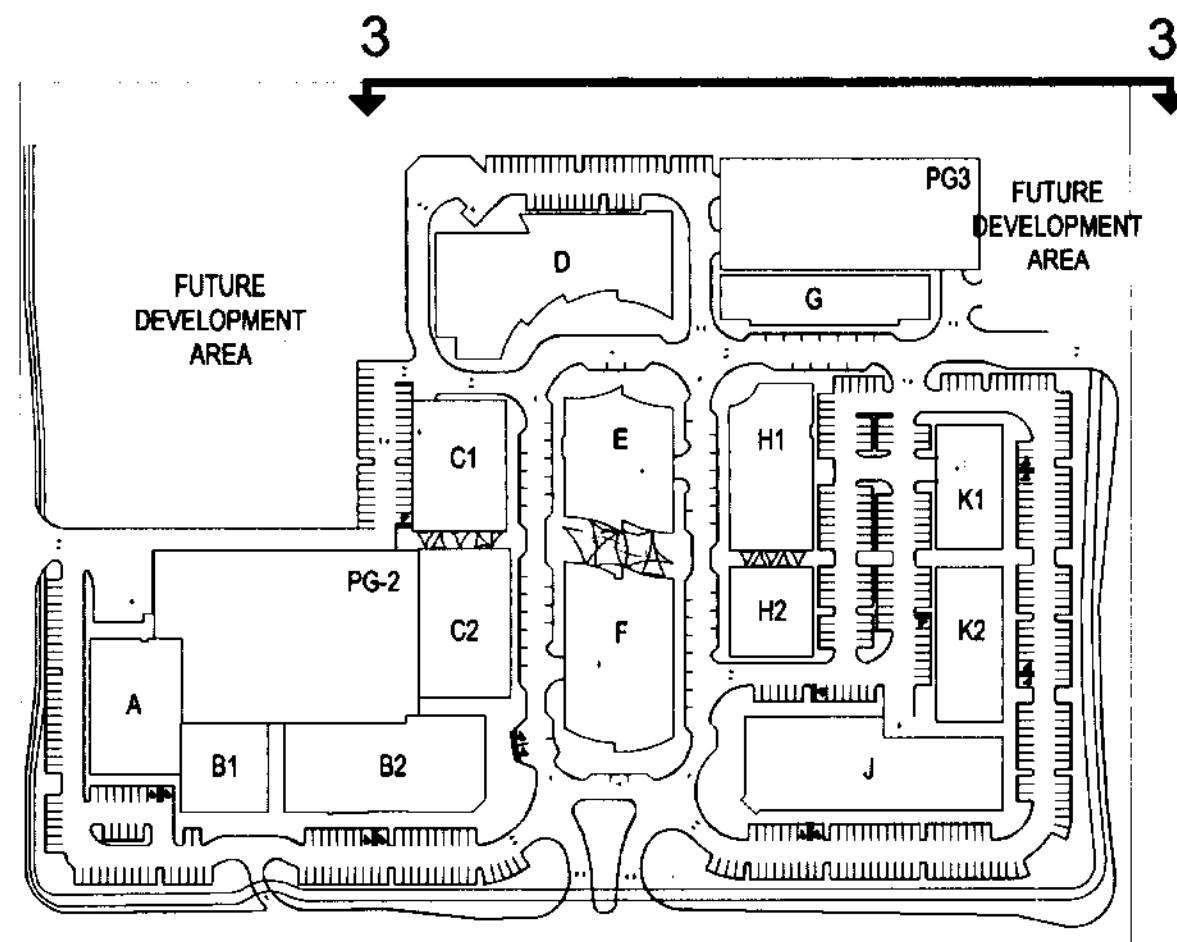 3 3
PG3
FUTURE
DEVELOPMENT
AREA
D
FUTURE
DEVELOPMENT
AREA
G
E
H1
C1
K1
PG-2
C2
F
H2
K2
A
B1
B2
J